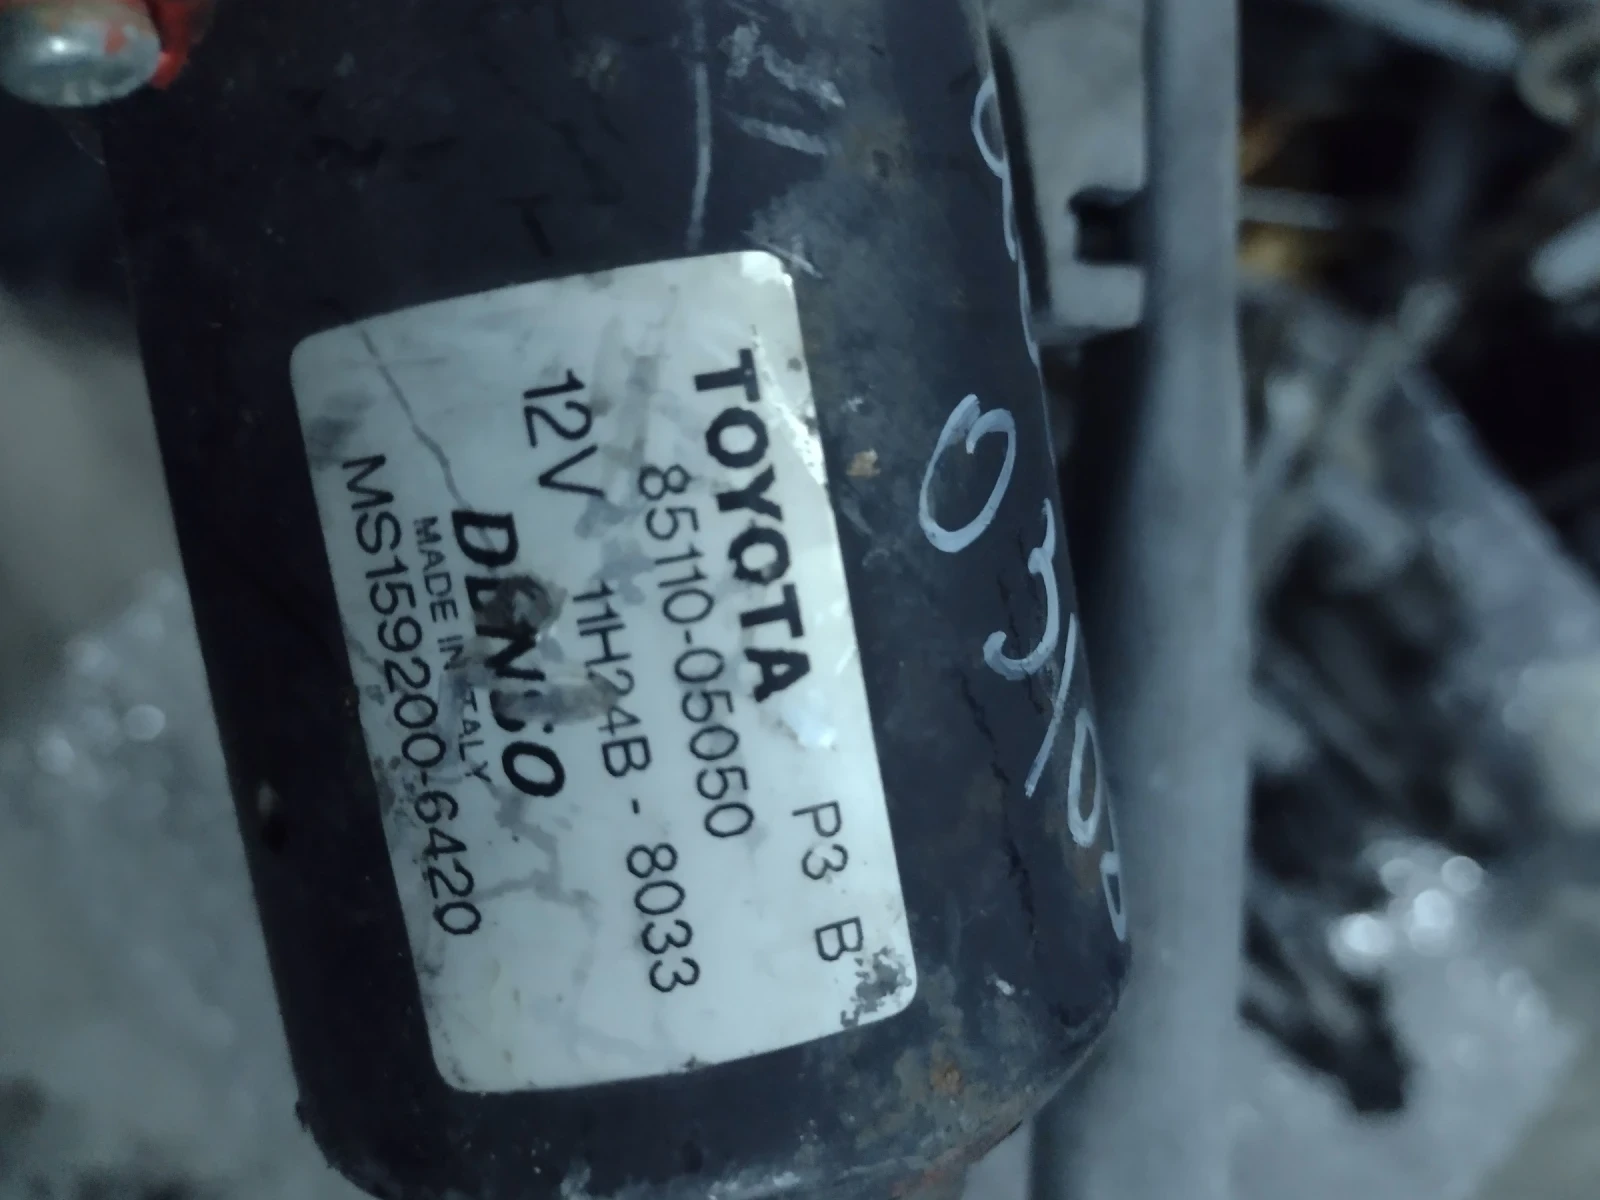 TOYOTA P3 B
85110-05050
12V 11H24B - 8033
DENSO
MADE IN ITALY
MS159200-6420